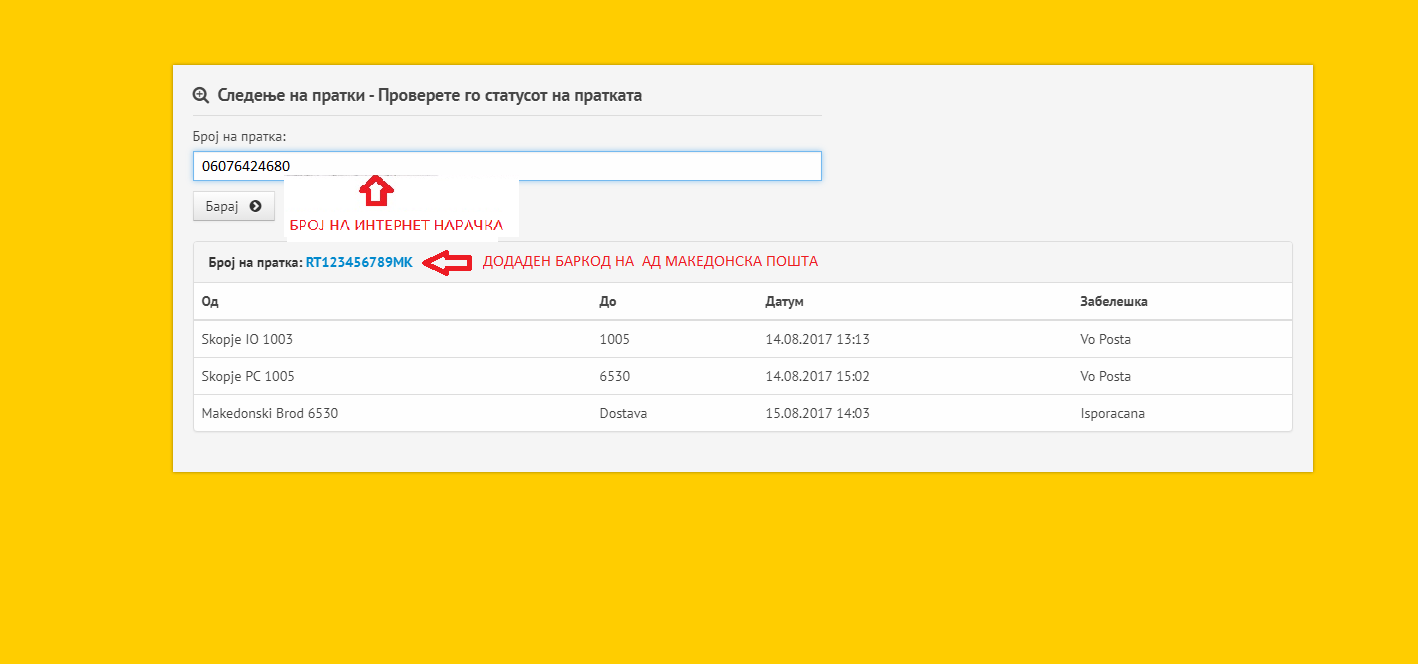 Следење на пратки - Проверете го статусот на пратката
Број на пратка:
06076424680
Барај
БРОЈ НА ИНТЕРНЕТ НАРАЧКА
Број на пратка: RT123456789MK ДОДАДЕН БАРКОД НА АД МАКЕДОНСКА ПОШТА
Од До Датум Забелешка
Skopje IO 1003 1005 14.08.2017 13:13 Vo Posta
Skopje PC 1005 6530 14.08.2017 15:02 Vo Posta
Makedonski Brod 6530 Dostava 15.08.2017 14:03 Isporacana